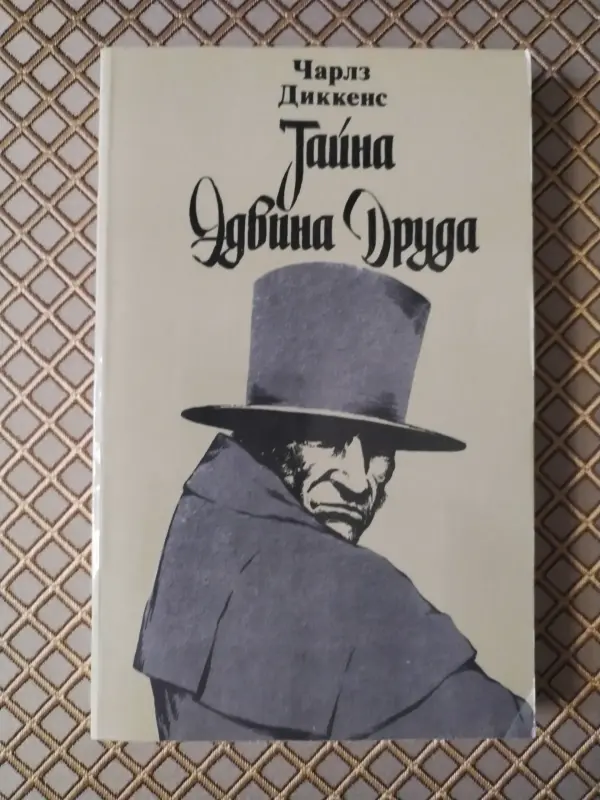 Чарлз
Диккенс
Тайна
Эдвина Друда